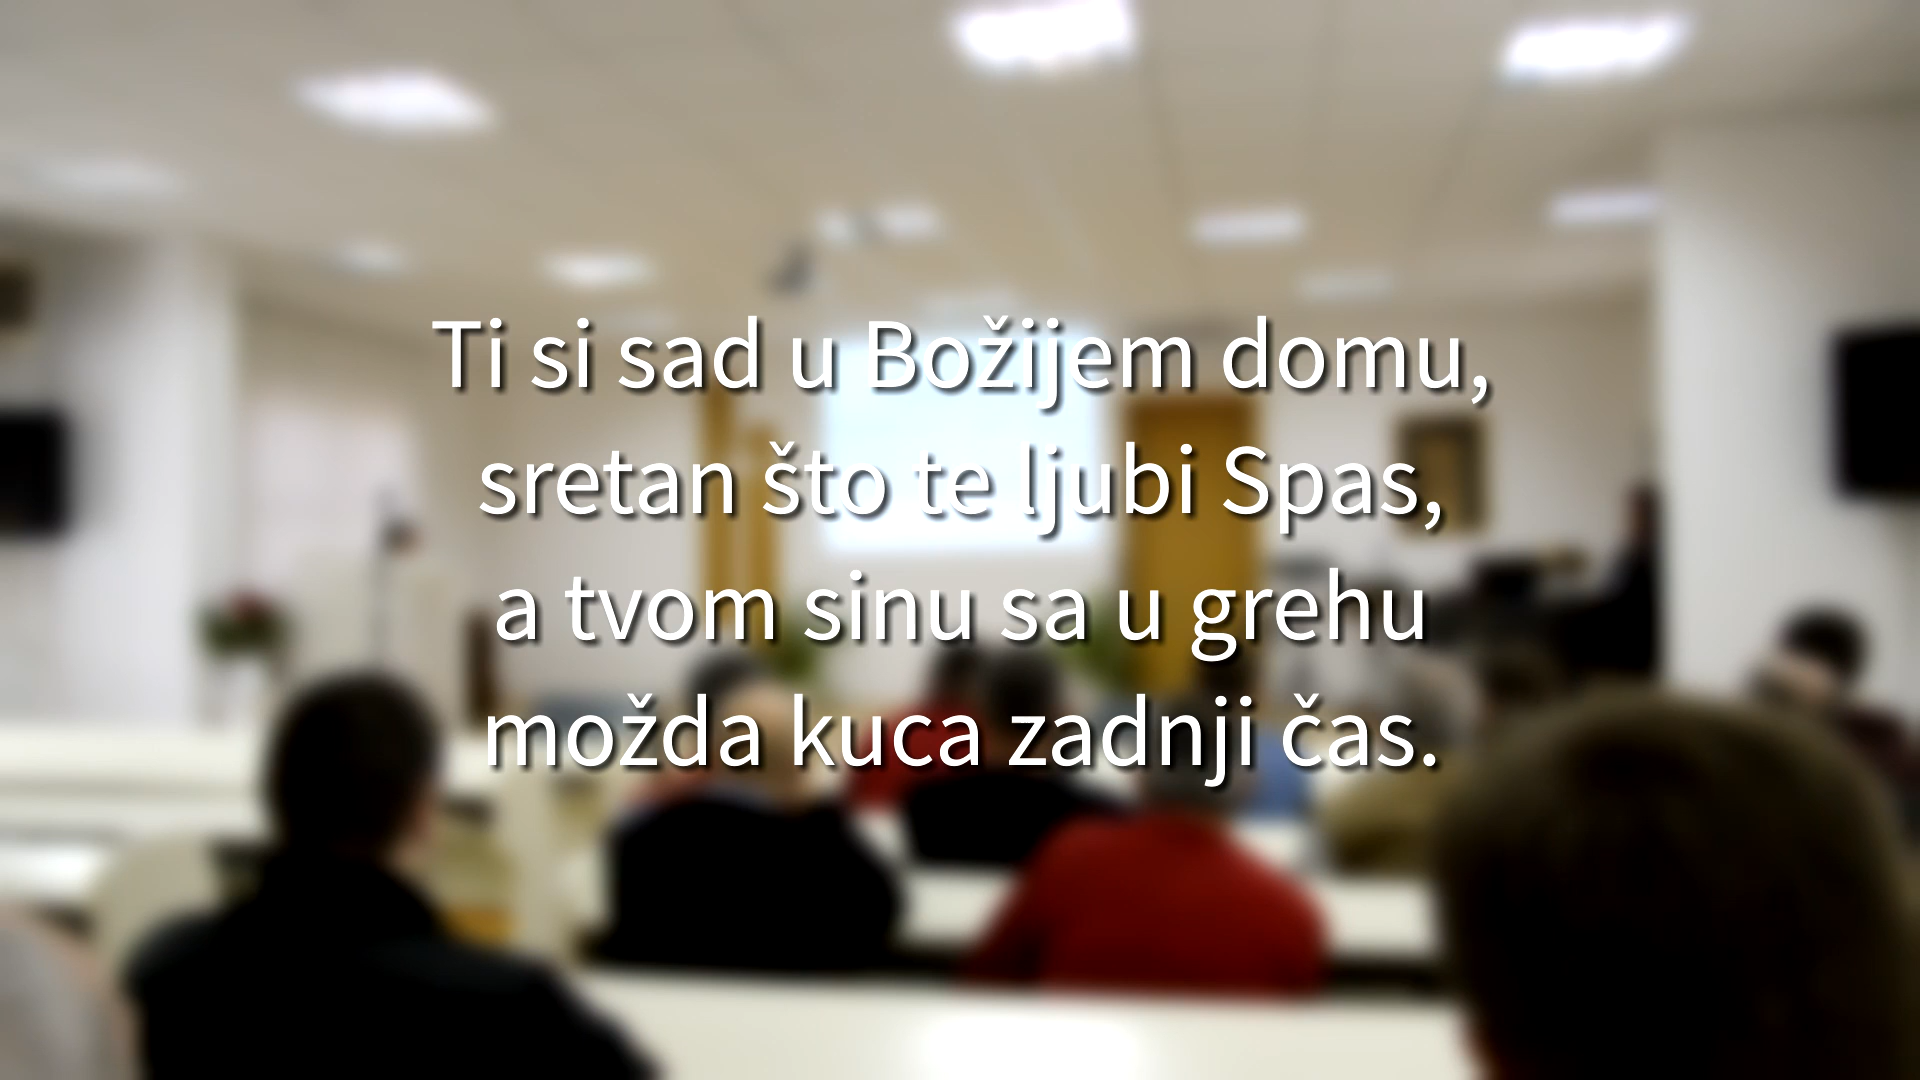 Ti si sad u Božijem domu,
sretan što te ljubi Spas,
a tvom sinu sa u grehu
možda kuca zadnji čas.